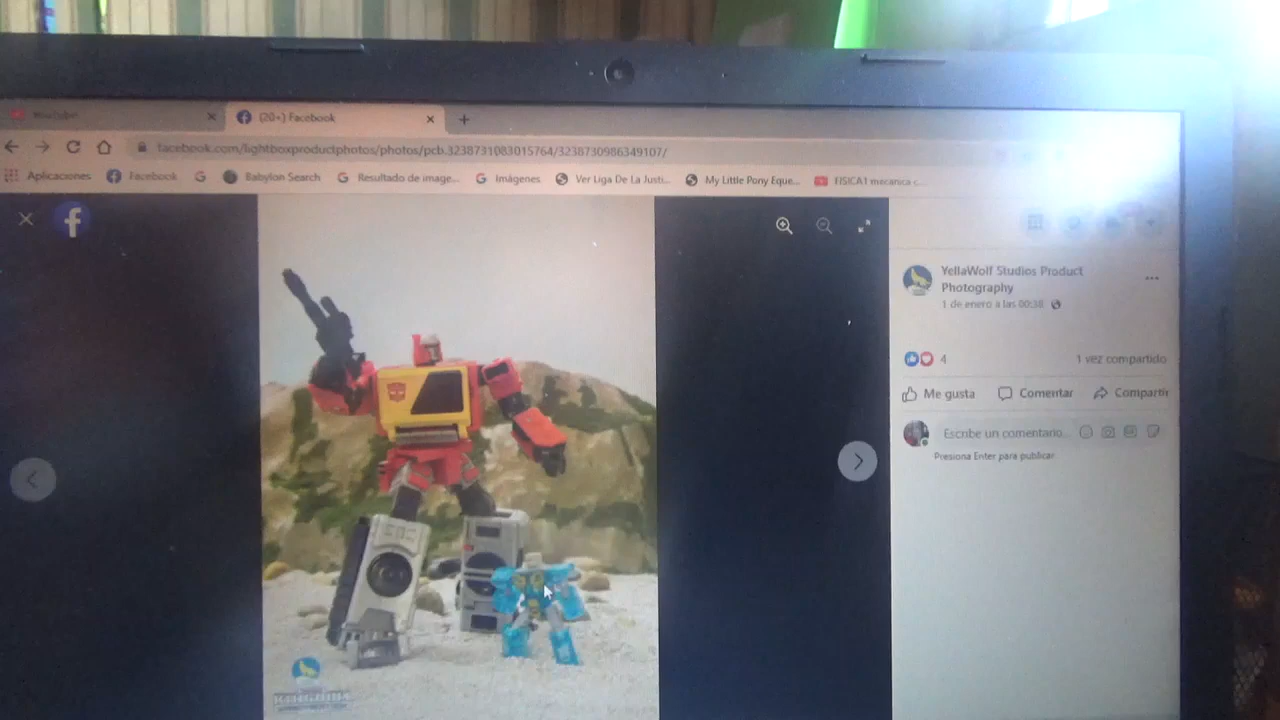 YouTube
(20+) Facebook
facebook.com/lightboxproductphotos/photos/pcb.3238731083015764/3238730986349107/
Aplicaciones
Facebook
Babylon Search
Resultado de image...
Imágenes
Ver Liga De La Justi...
My Little Pony Eque...
FISICA1 mecanica c...
YellaWolf Studios Product
Photography
1 de enero a las 00:38
4
1 vez compartido
Me gusta
Comentar
Compartir
Escribe un comentario...
Presiona Enter para publicar
KINGDOM